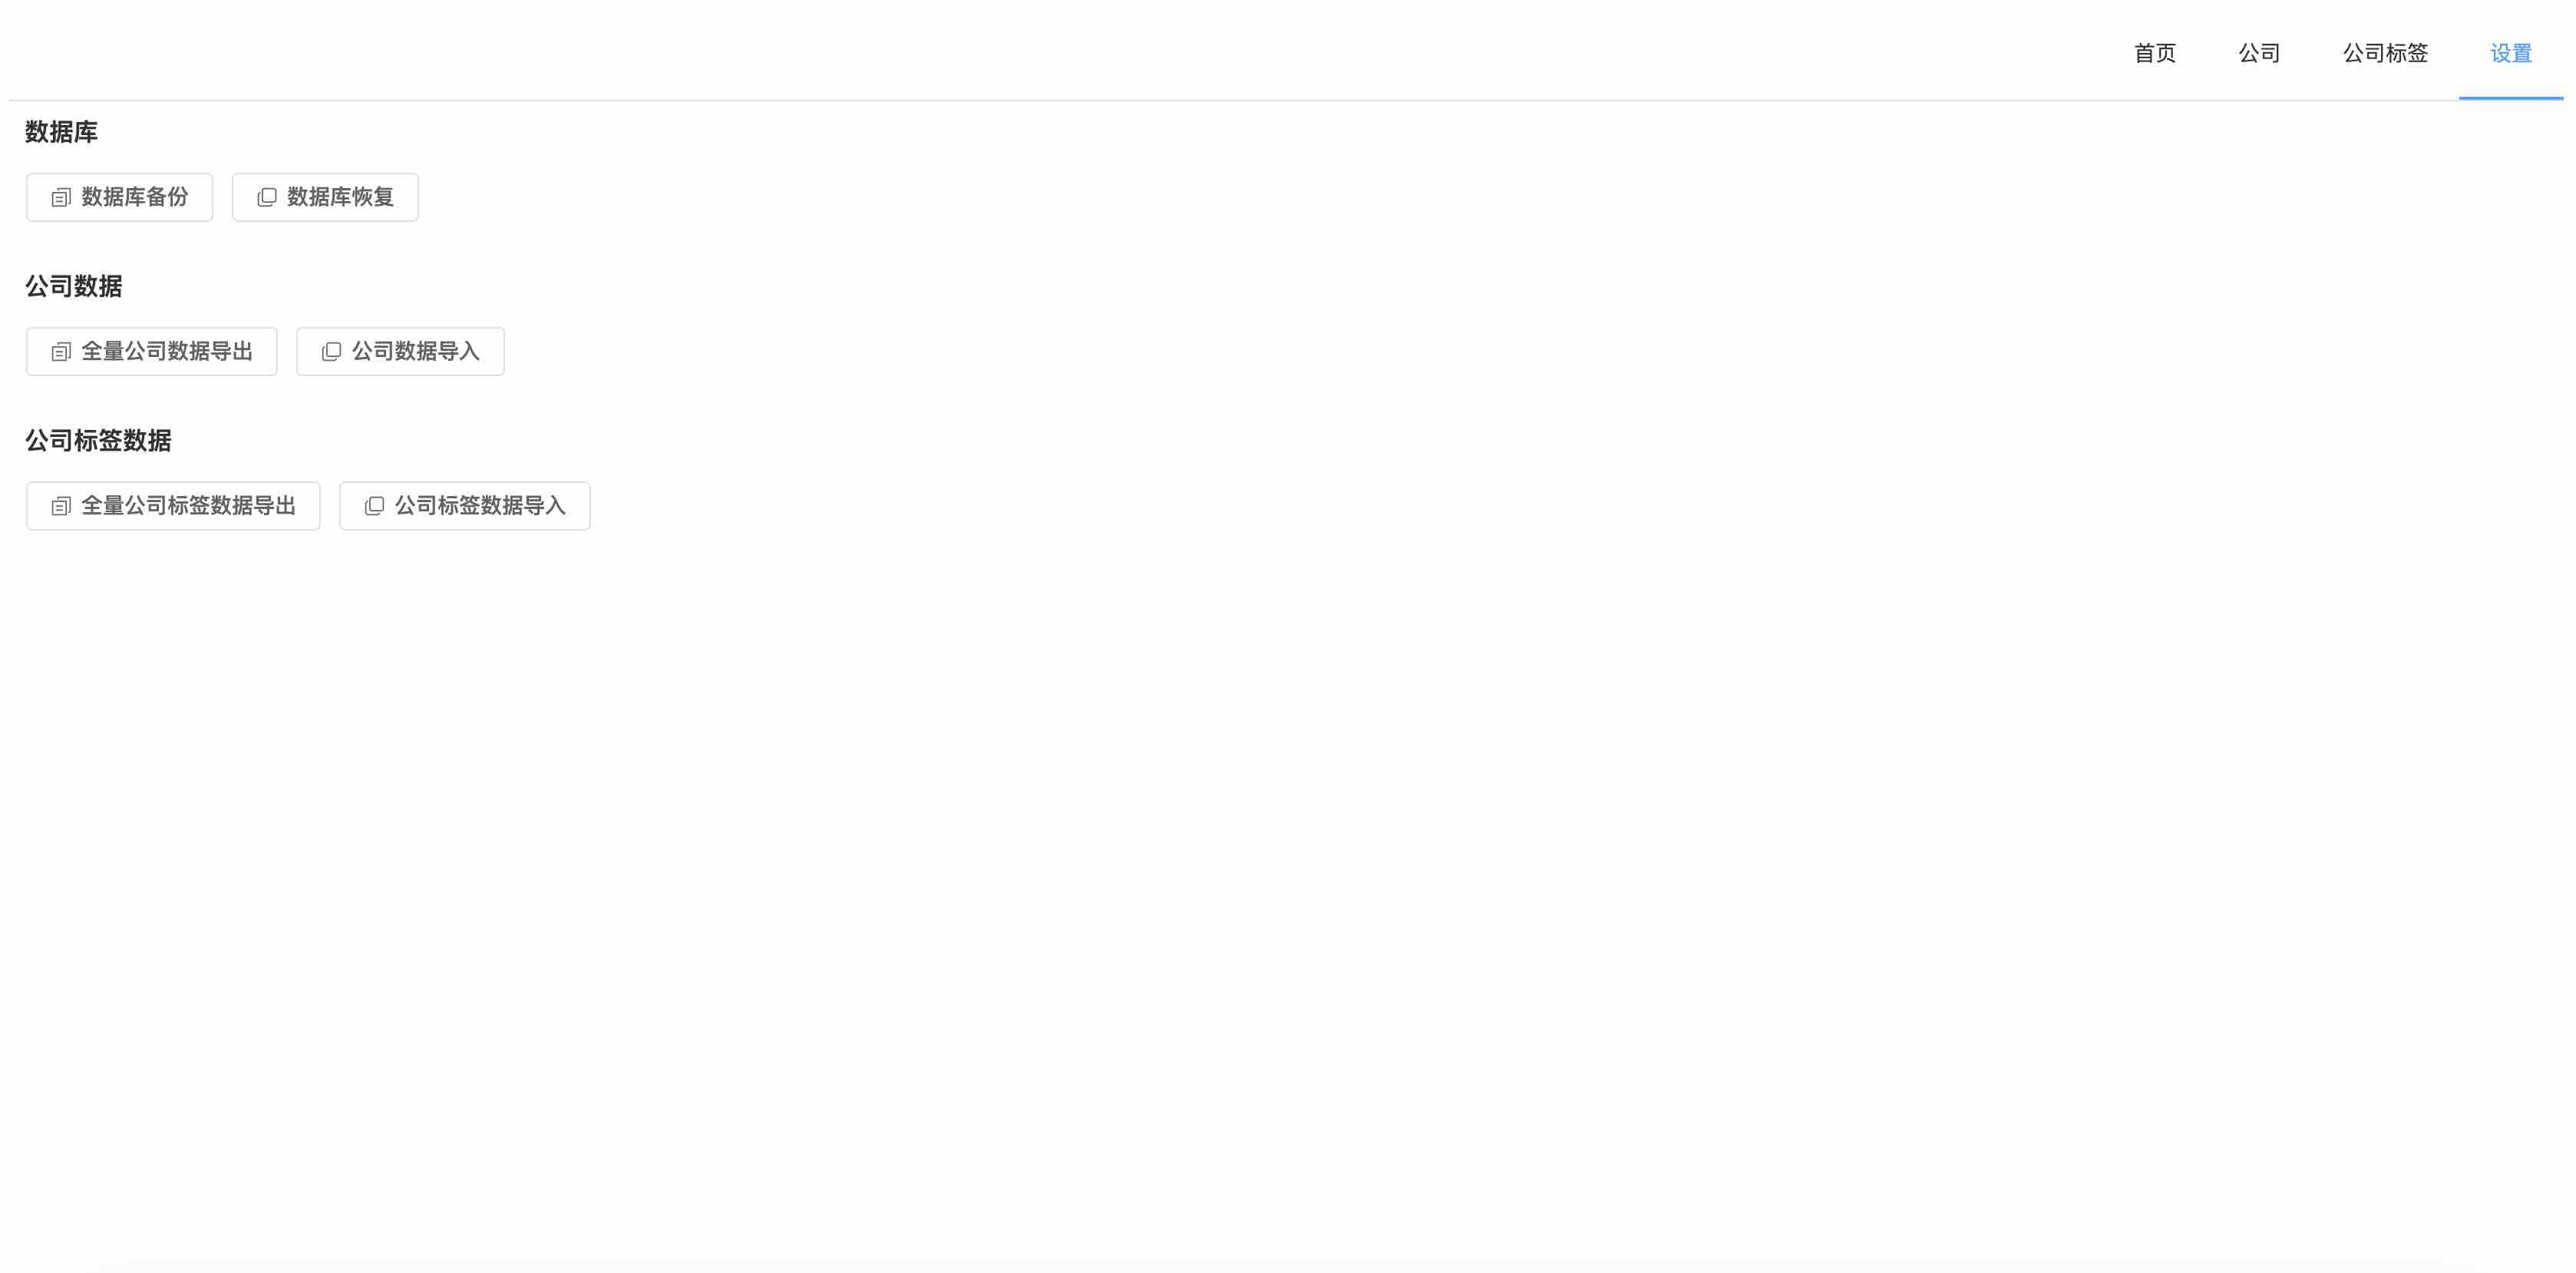 首页 公司 公司标签 设置
数据库
数据库备份 数据库恢复
公司数据
全量公司数据导出 公司数据导入
公司标签数据
全量公司标签数据导出 公司标签数据导入